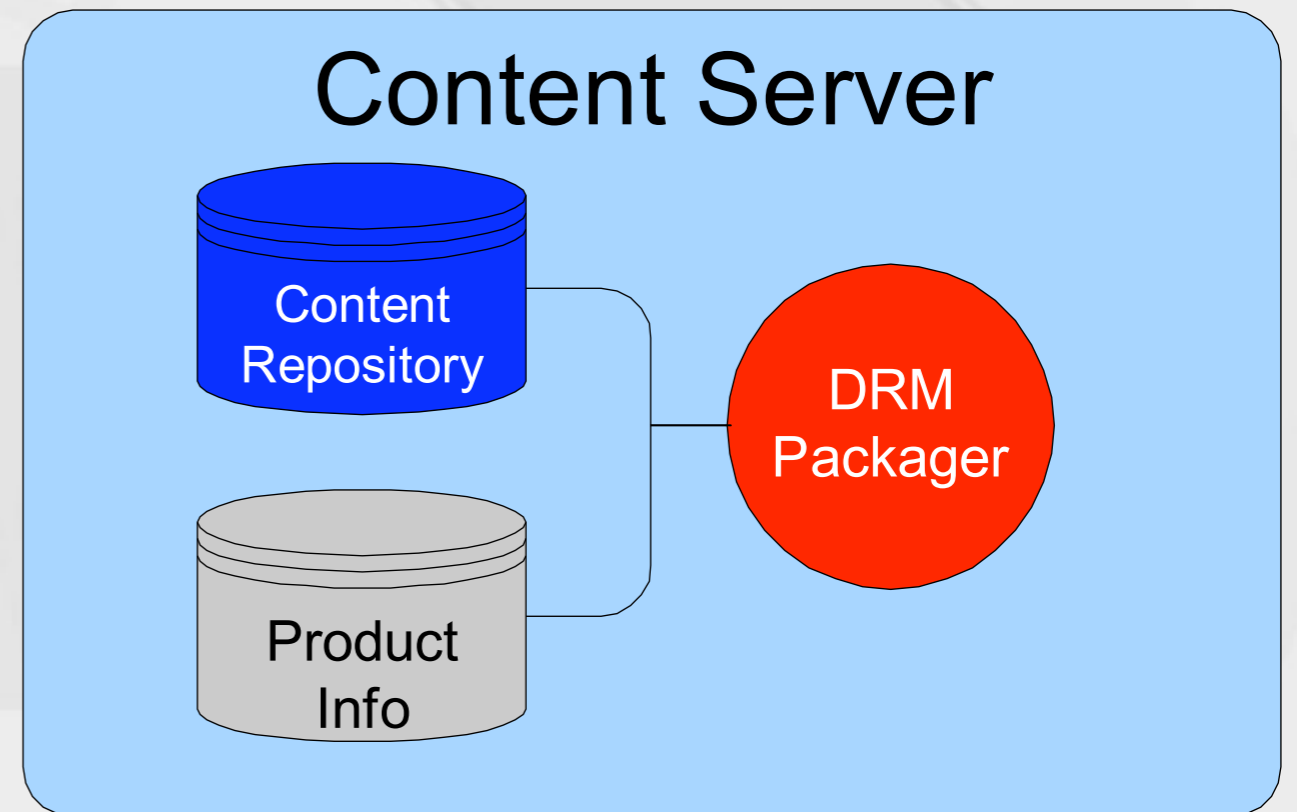 Content Server
Content
Repository
DRM
Packager
Product
Info